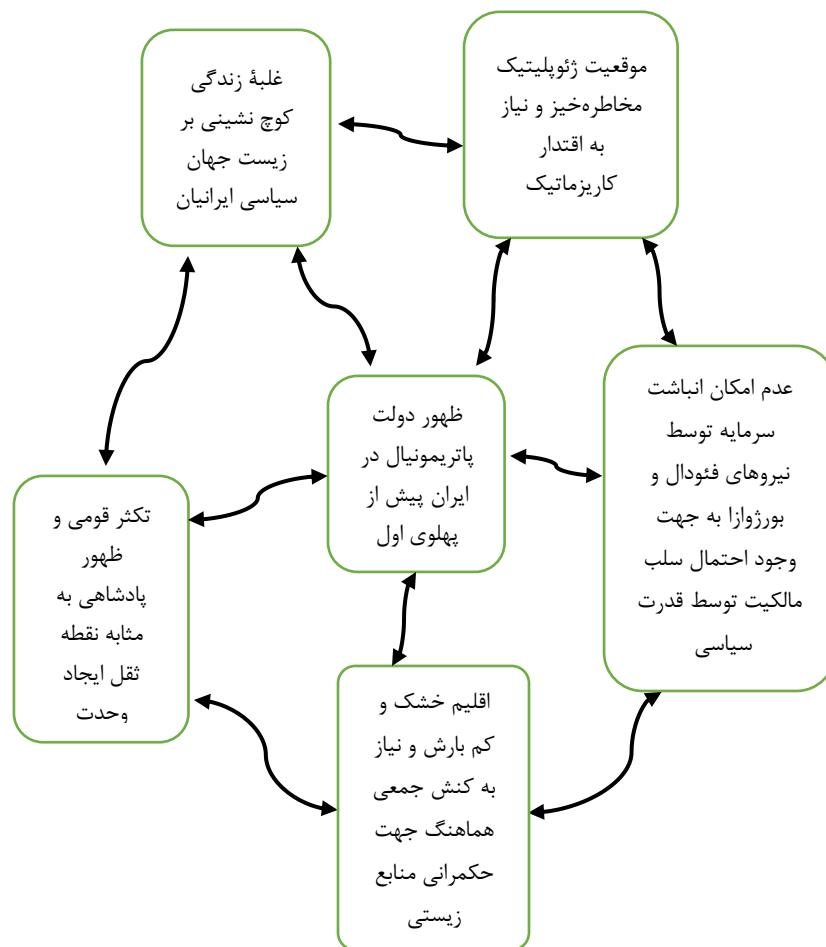 موقعیت ژئوپلیتیک
مخاطره‌خیز و نیاز
به اقتدار
کاریزماتیک
غلبهٔ زندگی
کوچ نشینی بر
زیست جهان
سیاسی ایرانیان
عدم امکان انباشت
سرمایه توسط
نیروهای فئودال و
بورژوازا به جهت
وجود احتمال سلب
مالکیت توسط قدرت
سیاسی
ظهور دولت
پاتریمونیال در
ایران پیش از
پهلوی اول
تکثر قومی و
ظهور
پادشاهی به
مثابه نقطه
ثقل ایجاد
وحدت
اقلیم خشک و
کم بارش و نیاز
به کنش جمعی
هماهنگ جهت
حکمرانی منابع
زیستی